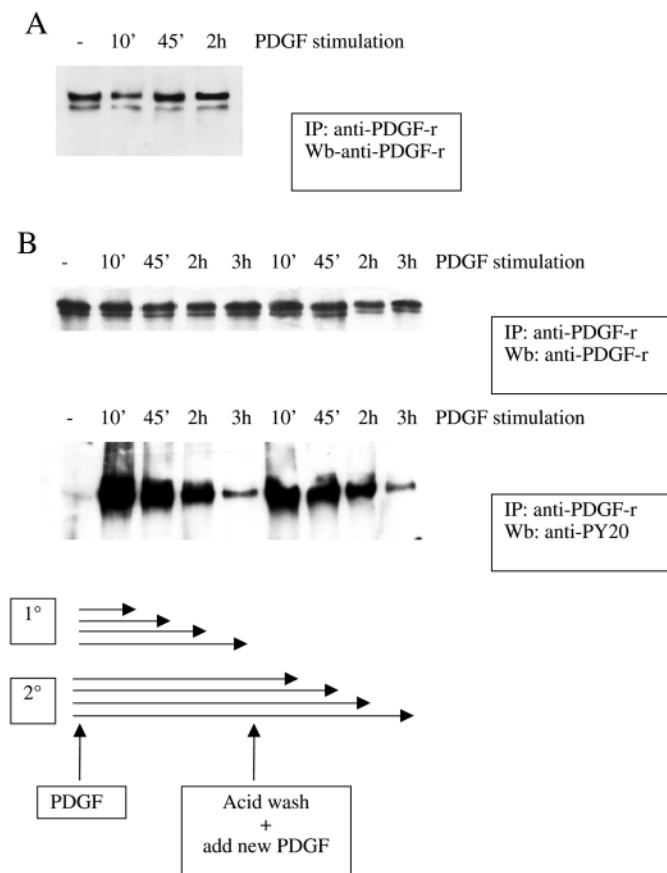 A
- 10' 45' 2h PDGF stimulation
IP: anti-PDGF-r
Wb-anti-PDGF-r
B
- 10' 45' 2h 3h 10' 45' 2h 3h PDGF stimulation
IP: anti-PDGF-r
Wb: anti-PDGF-r
- 10' 45' 2h 3h 10' 45' 2h 3h PDGF stimulation
IP: anti-PDGF-r
Wb: anti-PY20
1°
2°
PDGF
Acid wash
+
add new PDGF